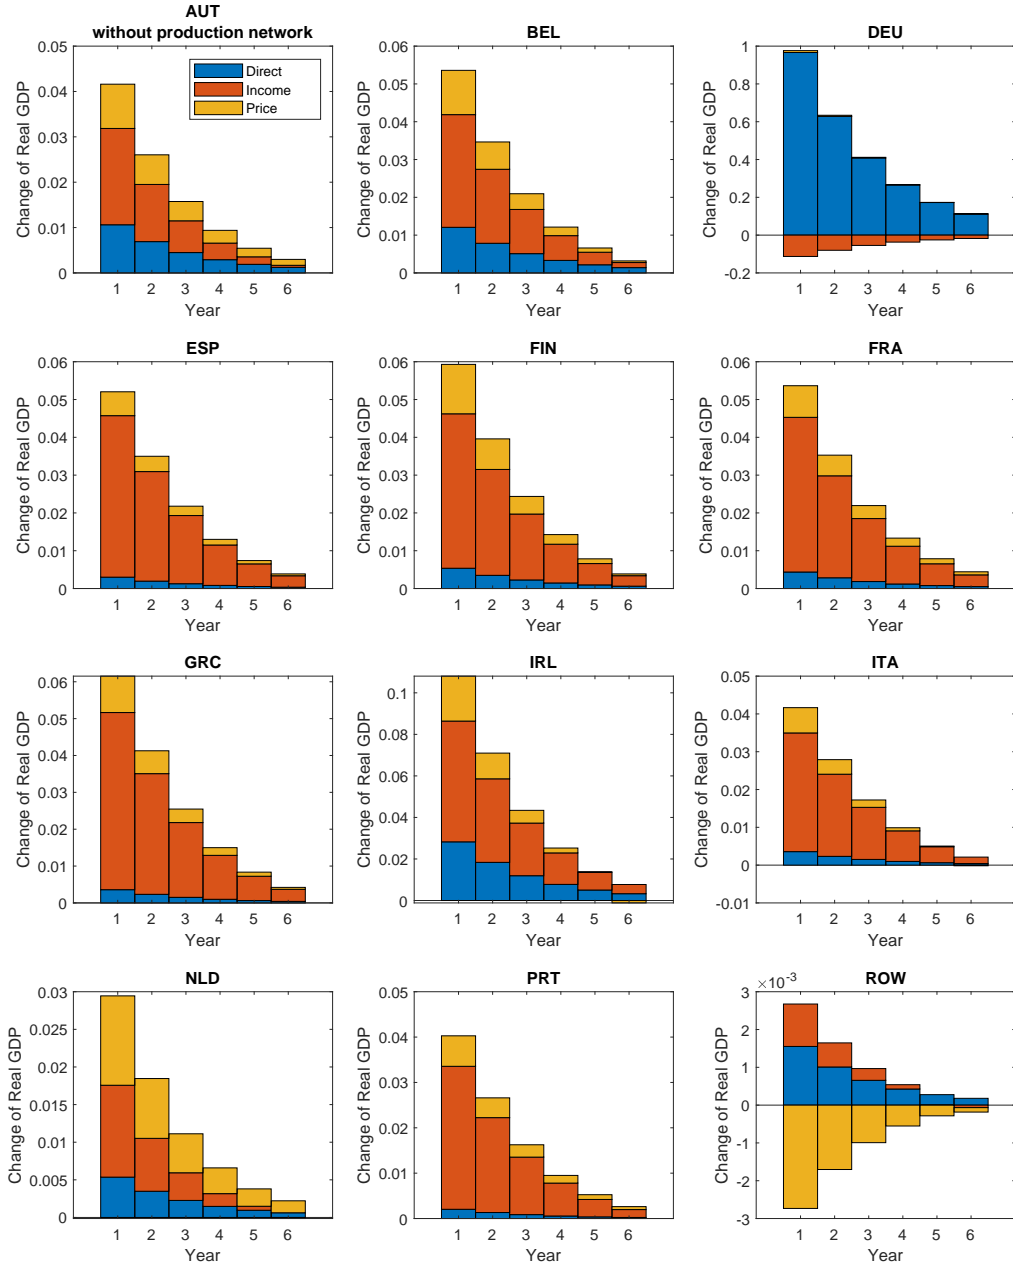 AUT
without production network
Change of Real GDP
0.05
0.04
0.03
0.02
0.01
0
Direct
Income
Price
1 2 3 4 5 6
Year
BEL
Change of Real GDP
0.06
0.05
0.04
0.03
0.02
0.01
0
1 2 3 4 5 6
Year
DEU
Change of Real GDP
1
0.8
0.6
0.4
0.2
0
-0.2
1 2 3 4 5 6
Year
ESP
Change of Real GDP
0.06
0.05
0.04
0.03
0.02
0.01
0
1 2 3 4 5 6
Year
FIN
Change of Real GDP
0.06
0.05
0.04
0.03
0.02
0.01
0
1 2 3 4 5 6
Year
FRA
Change of Real GDP
0.06
0.05
0.04
0.03
0.02
0.01
0
1 2 3 4 5 6
Year
GRC
Change of Real GDP
0.06
0.05
0.04
0.03
0.02
0.01
0
1 2 3 4 5 6
Year
IRL
Change of Real GDP
0.1
0.08
0.06
0.04
0.02
0
1 2 3 4 5 6
Year
ITA
Change of Real GDP
0.05
0.04
0.03
0.02
0.01
0
-0.01
1 2 3 4 5 6
Year
NLD
Change of Real GDP
0.03
0.025
0.02
0.015
0.01
0.005
0
1 2 3 4 5 6
Year
PRT
Change of Real GDP
0.05
0.04
0.03
0.02
0.01
0
1 2 3 4 5 6
Year
ROW
×10⁻³
Change of Real GDP
3
2
1
0
-1
-2
-3
1 2 3 4 5 6
Year